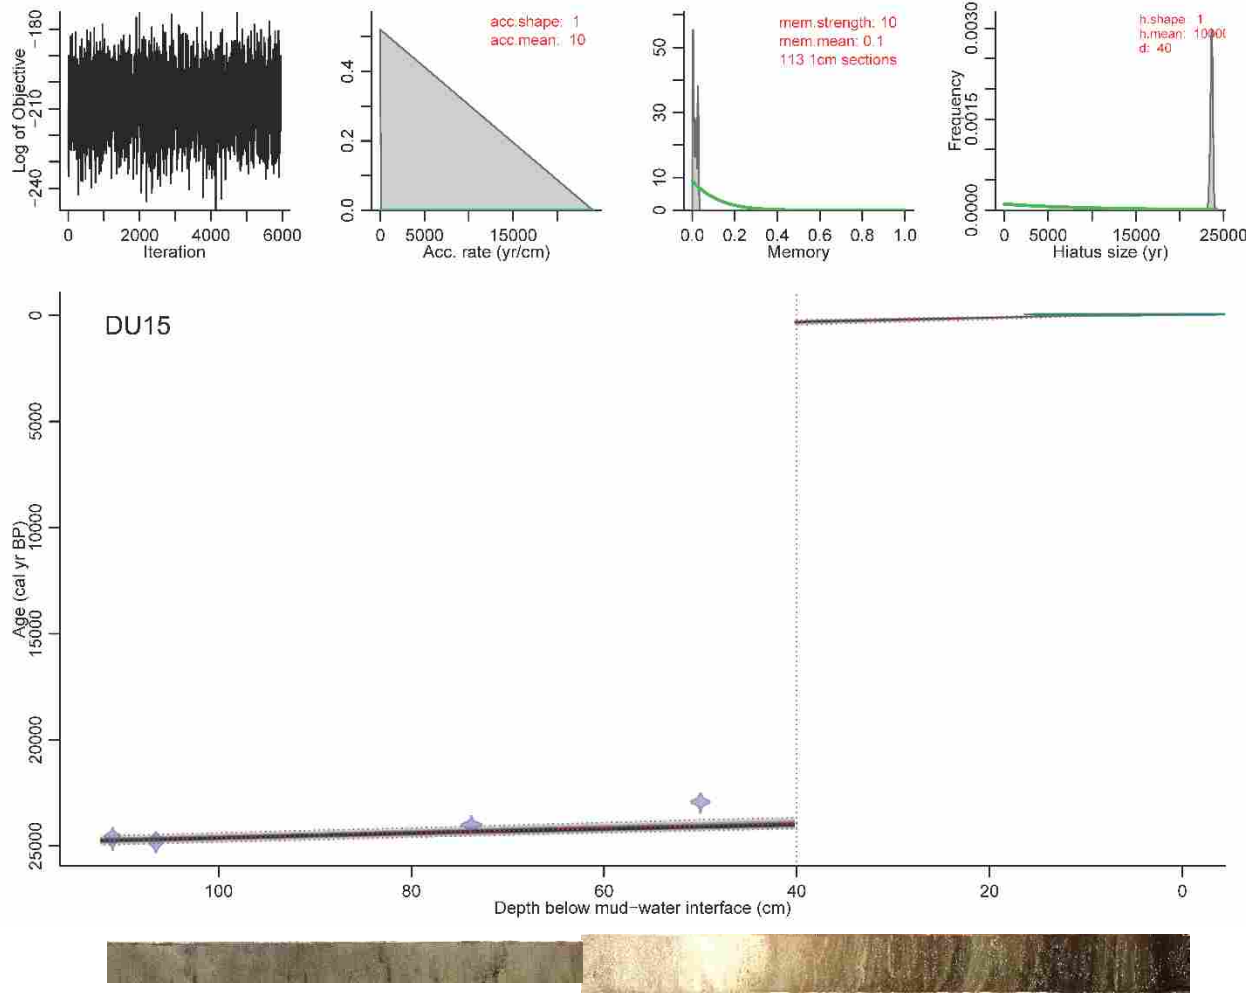 -180
-210
-240
Log of Objective
0 2000 4000 6000
Iteration
acc.shape: 1
acc.mean: 10
0.4
0.2
0.0
0 5000 15000
Acc. rate (yr/cm)
mem.strength: 10
mem.mean: 0.1
113 1cm sections
50
30
10
0
0.0 0.2 0.4 0.6 0.8 1.0
Memory
h.shape 1
h.mean: 10000
d: 40
0.0030
0.0015
0.0000
Frequency
0 5000 15000 25000
Hiatus size (yr)
DU15
0
5000
10000
15000
20000
25000
Age (cal yr BP)
100 80 60 40 20 0
Depth below mud-water interface (cm)